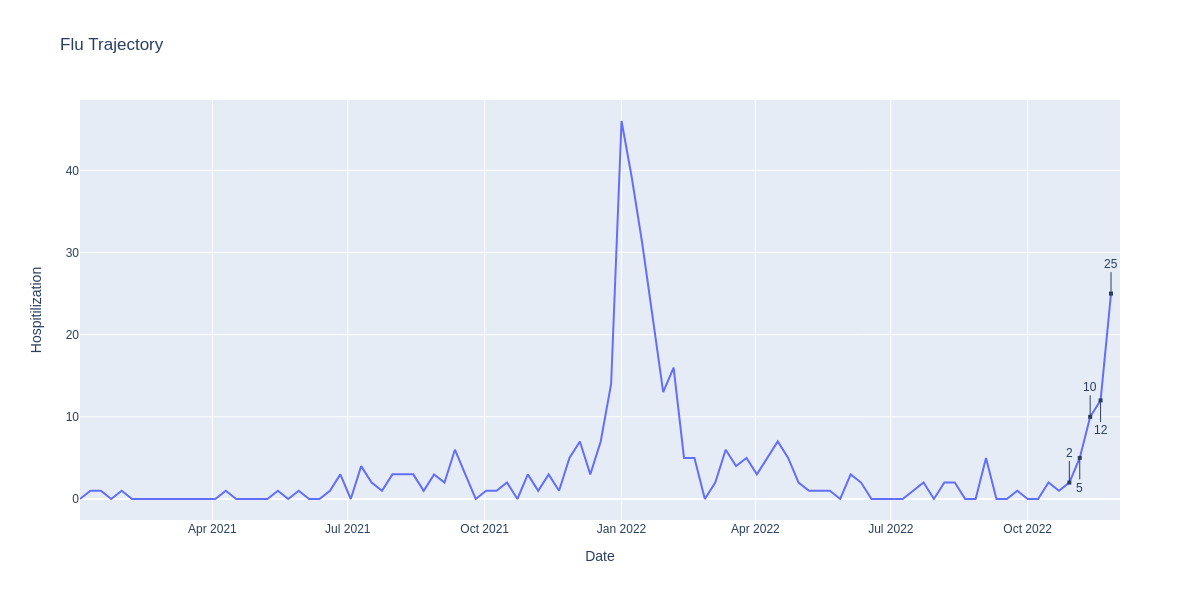 Flu Trajectory
Hospitilization
40
30
20
10
0
25
10
12
2
5
Apr 2021
Jul 2021
Oct 2021
Jan 2022
Apr 2022
Jul 2022
Oct 2022
Date